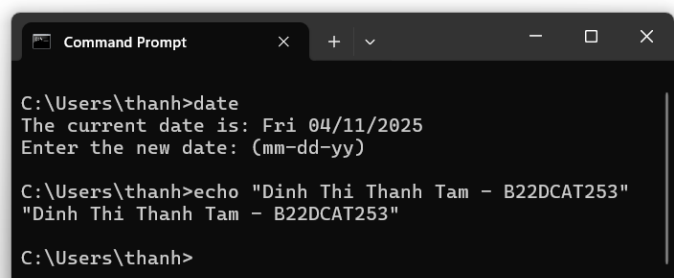 Command Prompt
C:\Users\thanh>date
The current date is: Fri 04/11/2025
Enter the new date: (mm-dd-yy)
C:\Users\thanh>echo "Dinh Thi Thanh Tam - B22DCAT253"
"Dinh Thi Thanh Tam - B22DCAT253"
C:\Users\thanh>